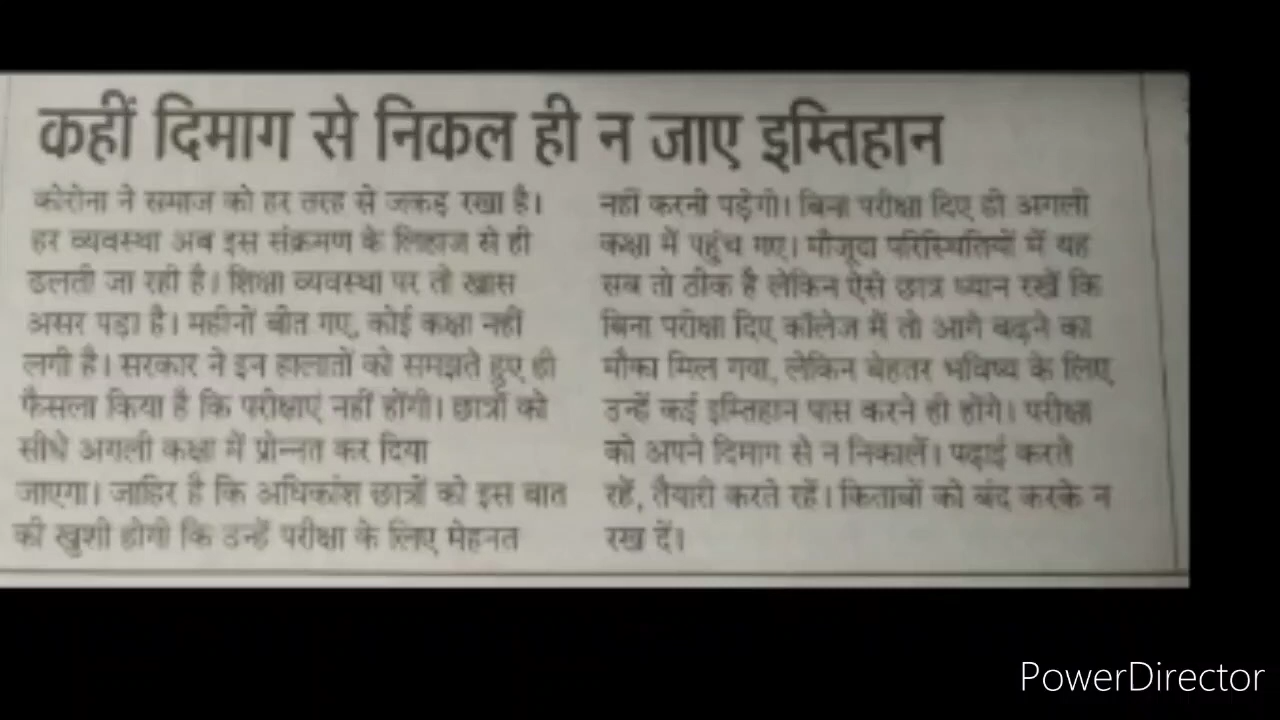 कहीं दिमाग से निकल ही न जाए इम्तिहान
कोरोना ने समाज को हर तरह से जकड़ रखा है।
हर व्यवस्था अब इस संक्रमण के लिहाज से ही
ढलती जा रही है। शिक्षा व्यवस्था पर तो खास
असर पड़ा है। महीनों बीत गए, कोई कक्षा नहीं
लगी है। सरकार ने इन हालातों को समझते हुए ही
फैसला किया है कि परीक्षाएं नहीं होंगी। छात्रों को
सीधे अगली कक्षा में प्रोन्नत कर दिया
जाएगा। जाहिर है कि अधिकांश छात्रों को इस बात
की खुशी होगी कि उन्हें परीक्षा के लिए मेहनत
नहीं करनी पड़ेगी। बिना परीक्षा दिए ही अगली
कक्षा में पहुंच गए। मौजूदा परिस्थितियों में यह
सब तो ठीक है लेकिन ऐसे छात्र ध्यान रखें कि
बिना परीक्षा दिए कॉलेज में तो आगे बढ़ने का
मौका मिल गया, लेकिन बेहतर भविष्य के लिए
उन्हें कई इम्तिहान पास करने ही होंगे। परीक्षा
को अपने दिमाग से न निकालें। पढ़ाई करते
रहें, तैयारी करते रहें। किताबों को बंद करके न
रख दें।
PowerDirector